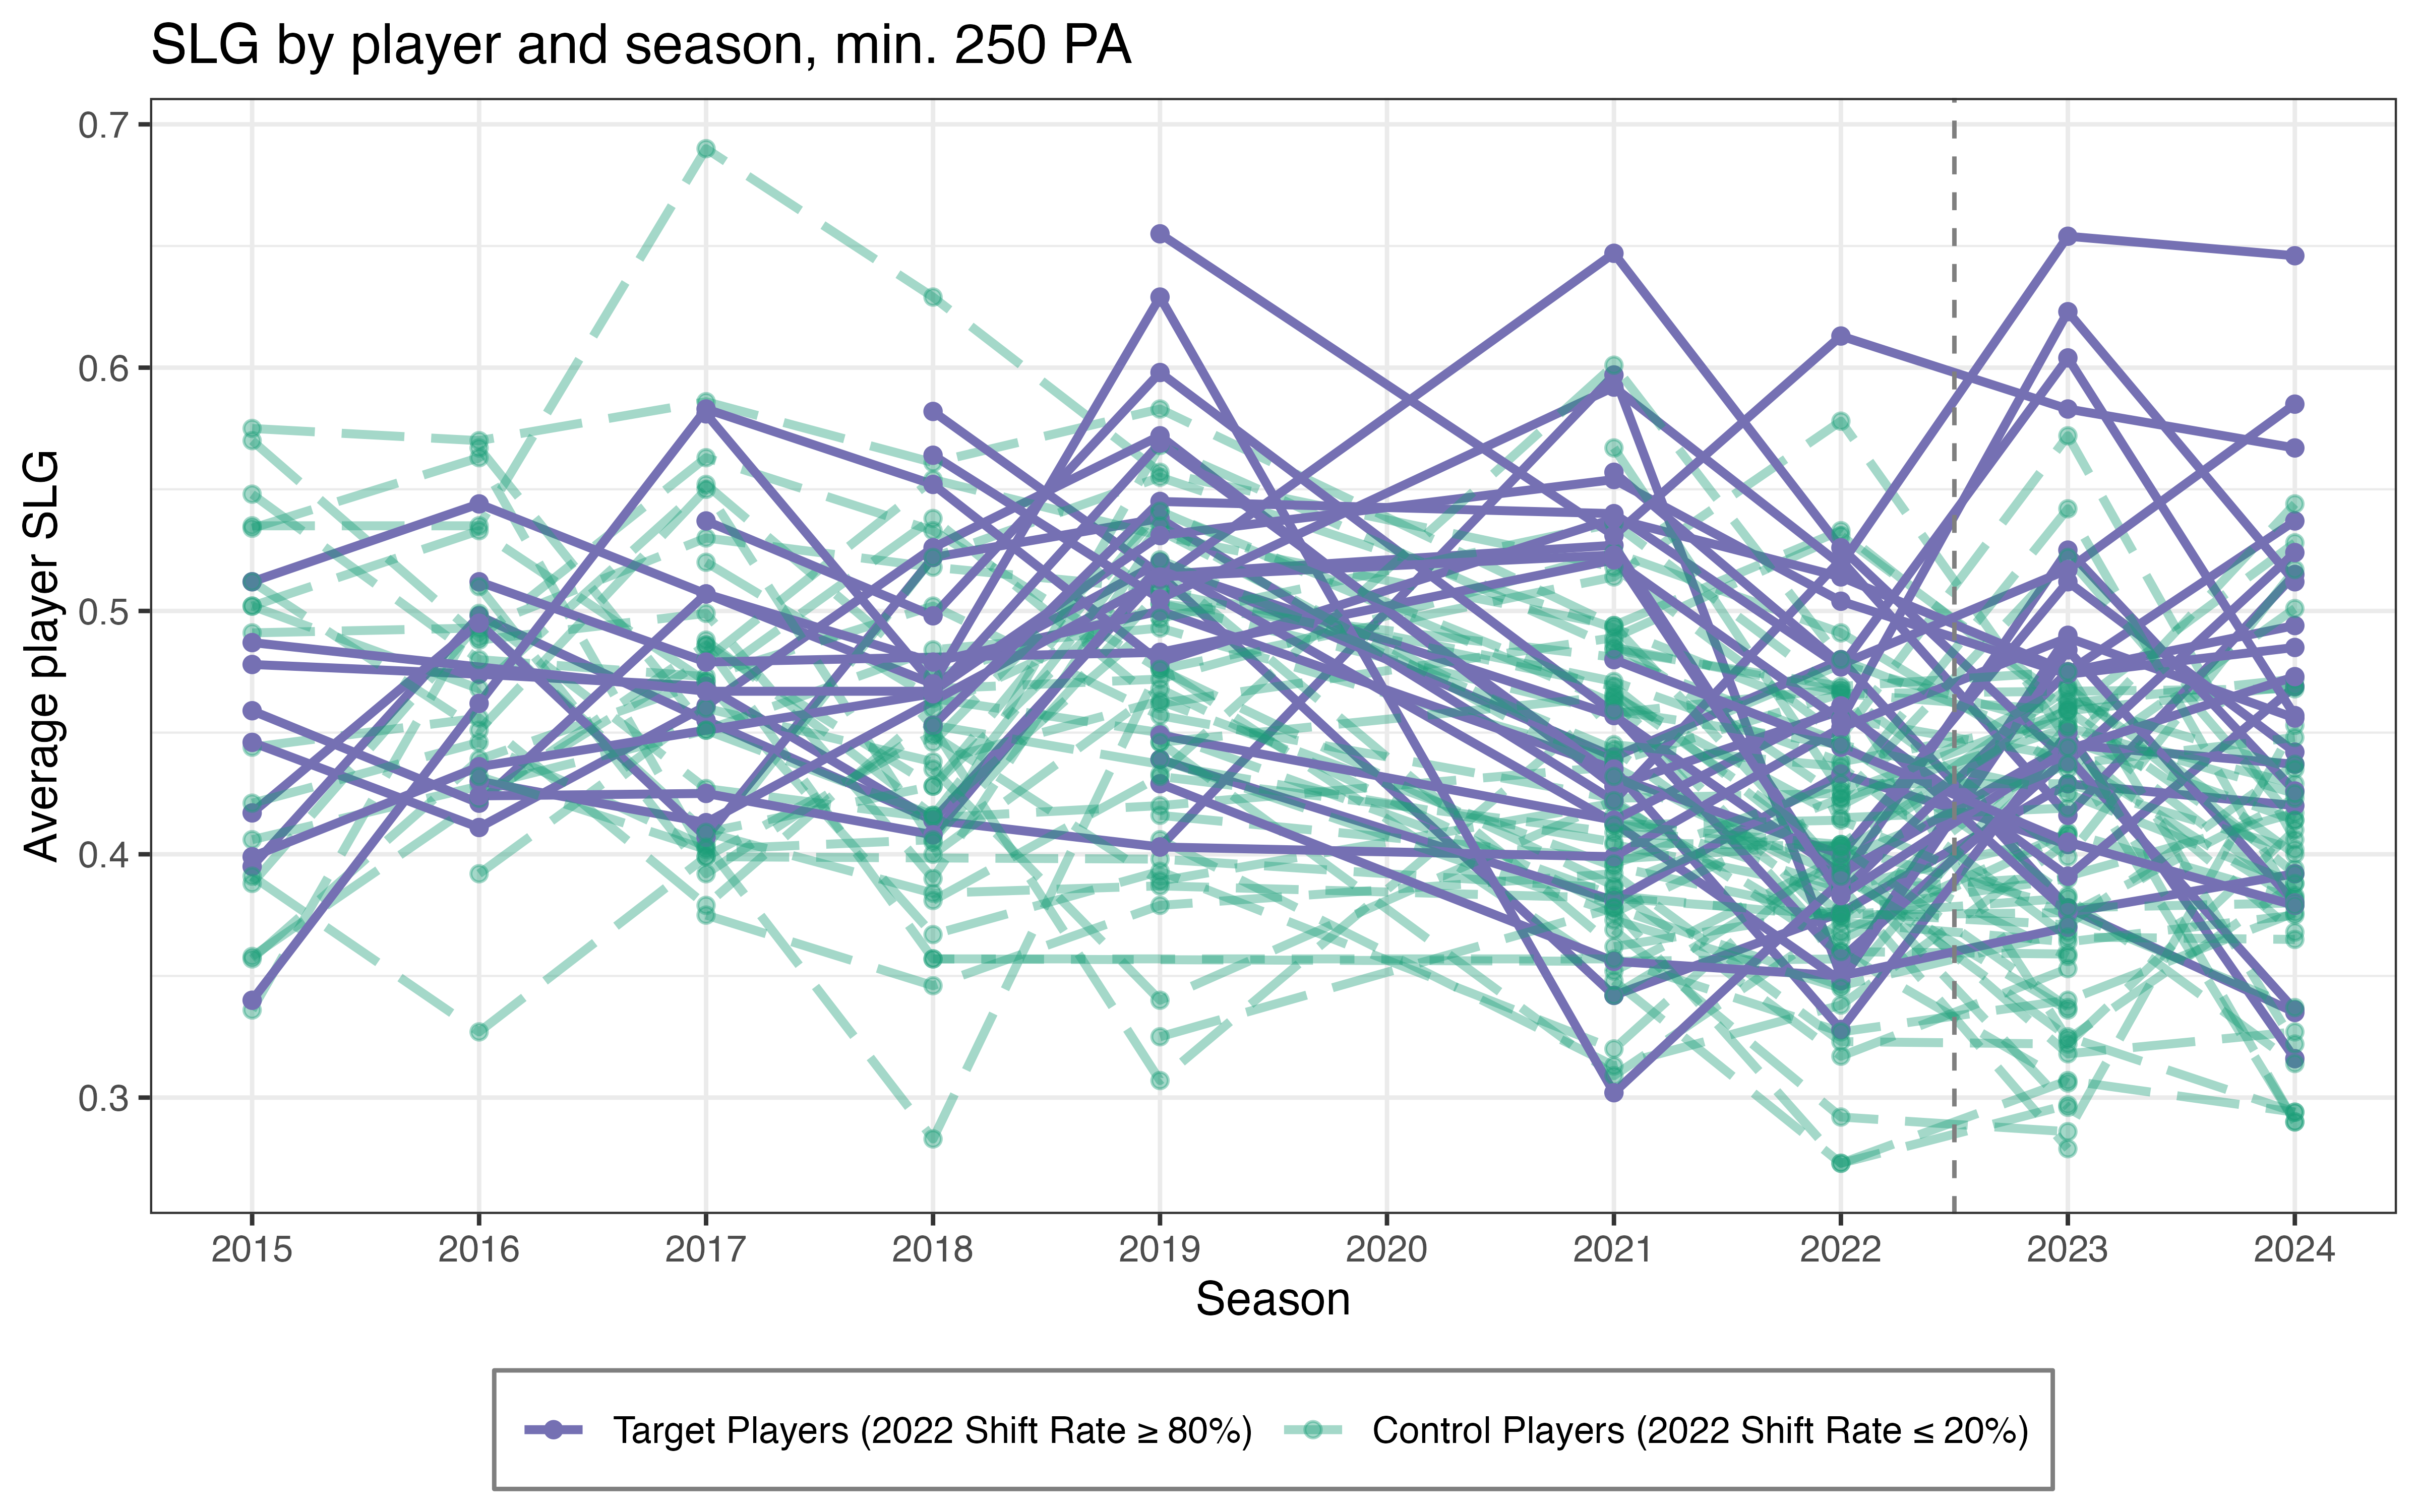 SLG by player and season, min. 250 PA
Average player SLG
0.7
0.6
0.5
0.4
0.3
2015 2016 2017 2018 2019 2020 2021 2022 2023 2024
Season
Target Players (2022 Shift Rate ≥ 80%) Control Players (2022 Shift Rate ≤ 20%)